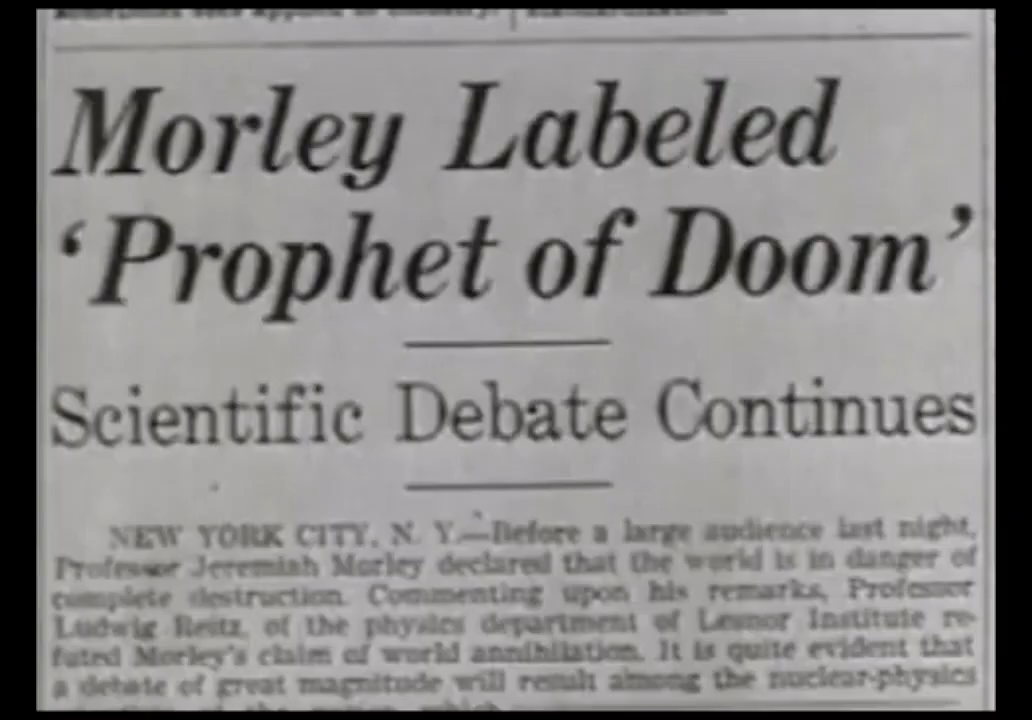 Morley Labeled
‘Prophet of Doom’
Scientific Debate Continues
NEW YORK CITY, N. Y.—Before a large audience last night,
Professor Jeremiah Morley declared that the world is in danger of
complete destruction. Commenting upon his remarks, Professor
Ludwig Reitz, of the physics department of Lesnor Institute re-
futed Morley's claim of world annihilation. It is quite evident that
a debate of great magnitude will result among the nuclear-physics